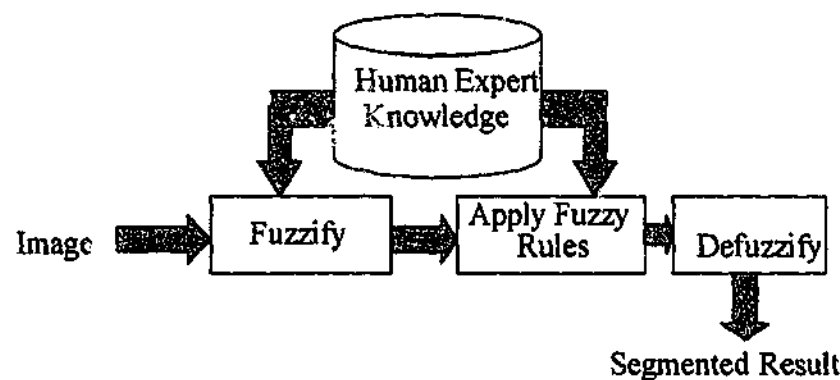 Human Expert
Knowledge
Image
Fuzzify
Apply Fuzzy
Rules
Defuzzify
Segmented Result